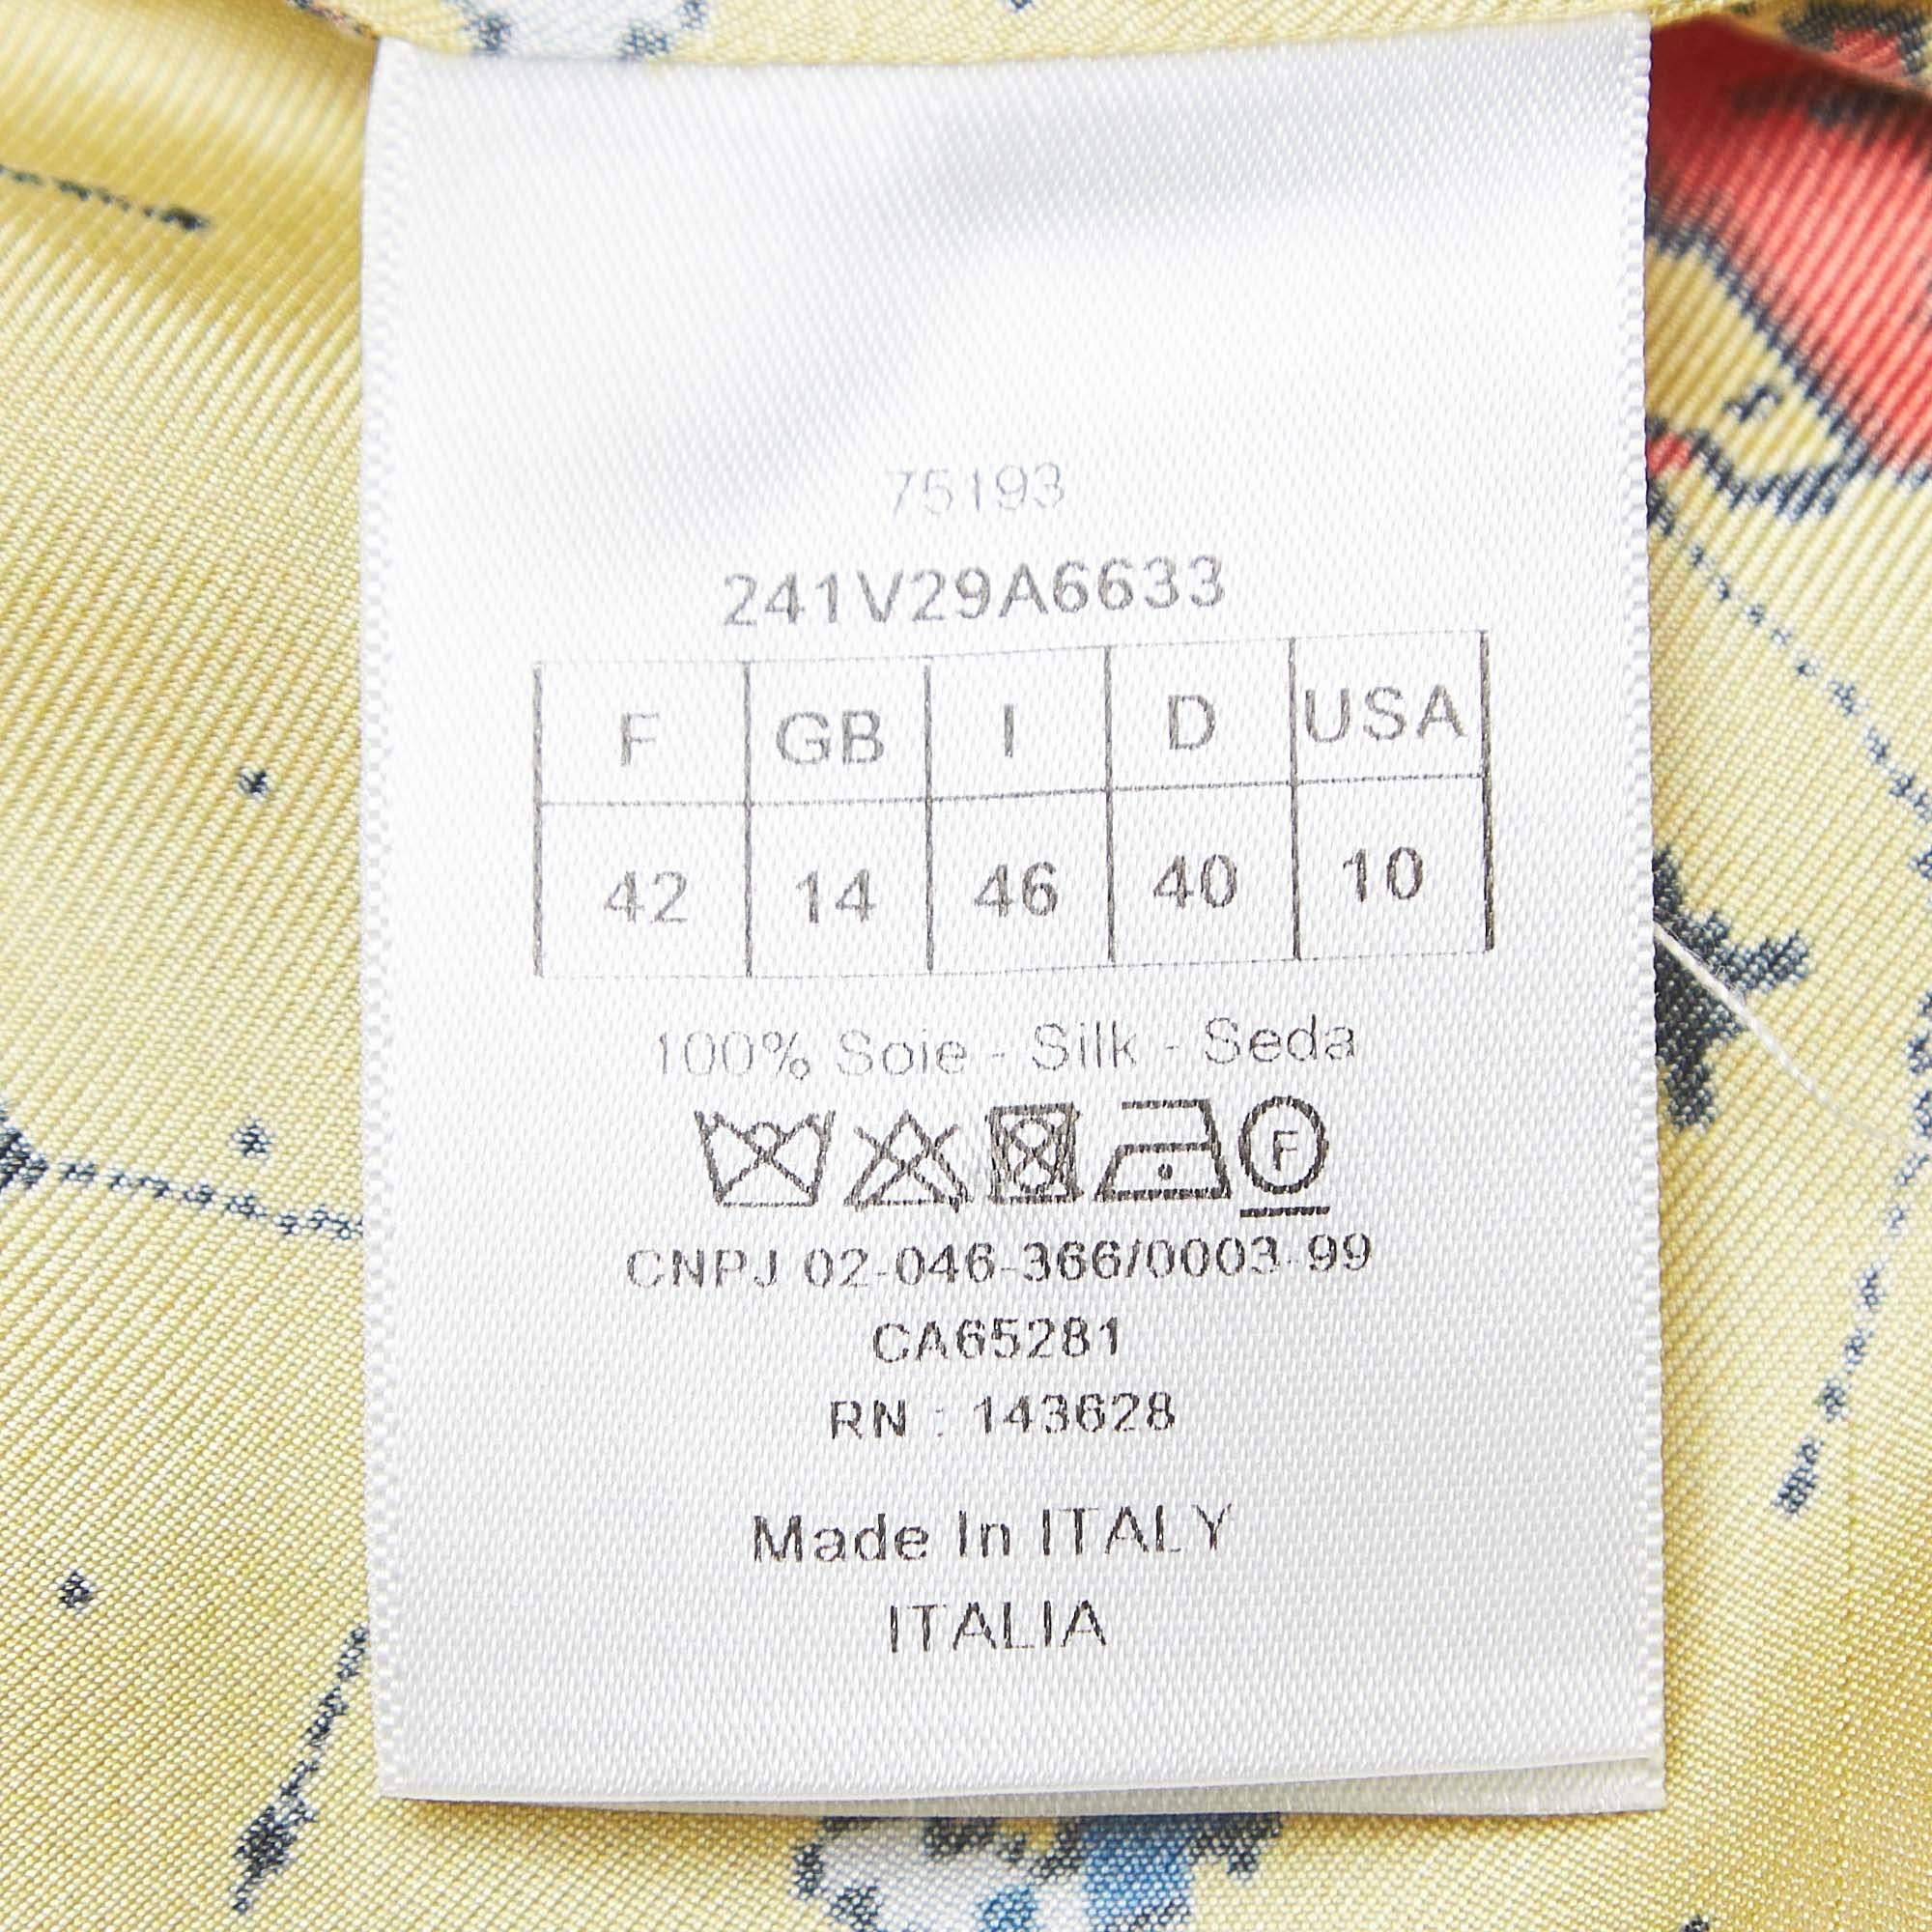 75193
241V29A6633
F GB I D USA
42 14 46 40 10
100% Soie - Silk - Seda
F
CNPJ 02-046-366/0003-99
CA65281
RN : 143628
Made In ITALY
ITALIA